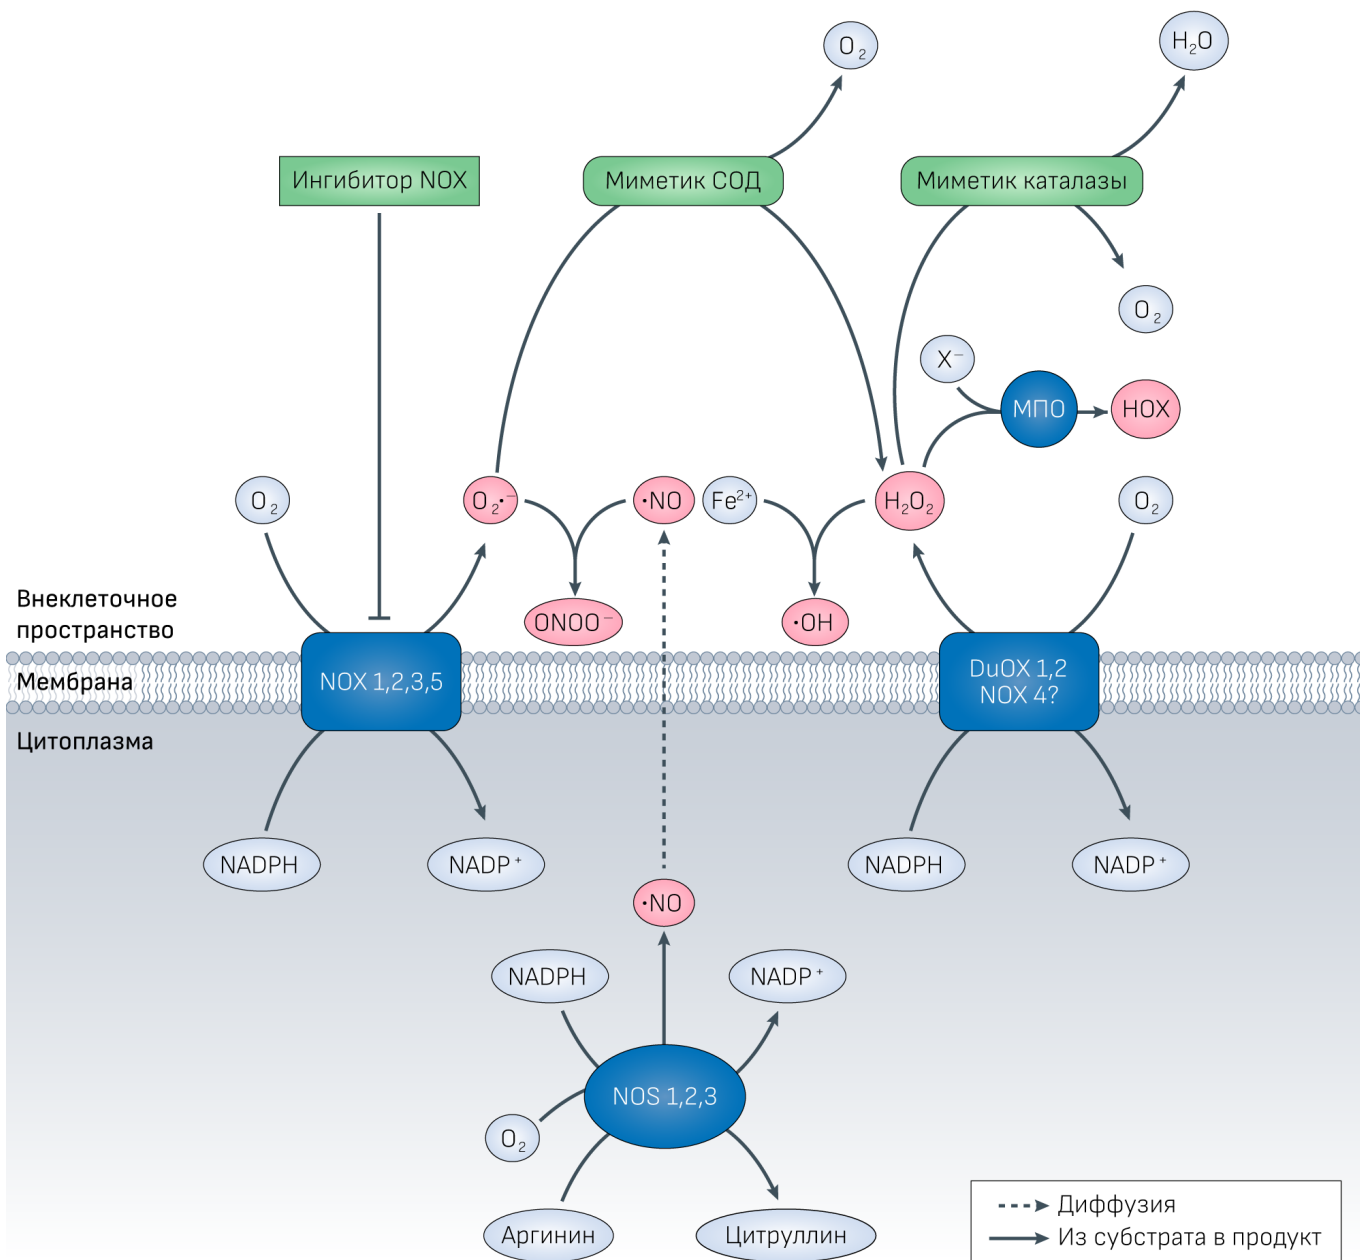 O₂
H₂O
Ингибитор NOX
Миметик СОД
Миметик каталазы
O₂
X⁻
МПО
HOX
O₂
O₂•⁻
•NO
Fe²⁺
H₂O₂
O₂
ONOO⁻
•OH
Внеклеточное
пространство
Мембрана
NOX 1,2,3,5
DuOX 1,2
NOX 4?
Цитоплазма
NADPH
NADP⁺
NADPH
NADP⁺
•NO
NADPH
NADP⁺
NOS 1,2,3
O₂
Аргинин
Цитруллин
Диффузия
Из субстрата в продукт